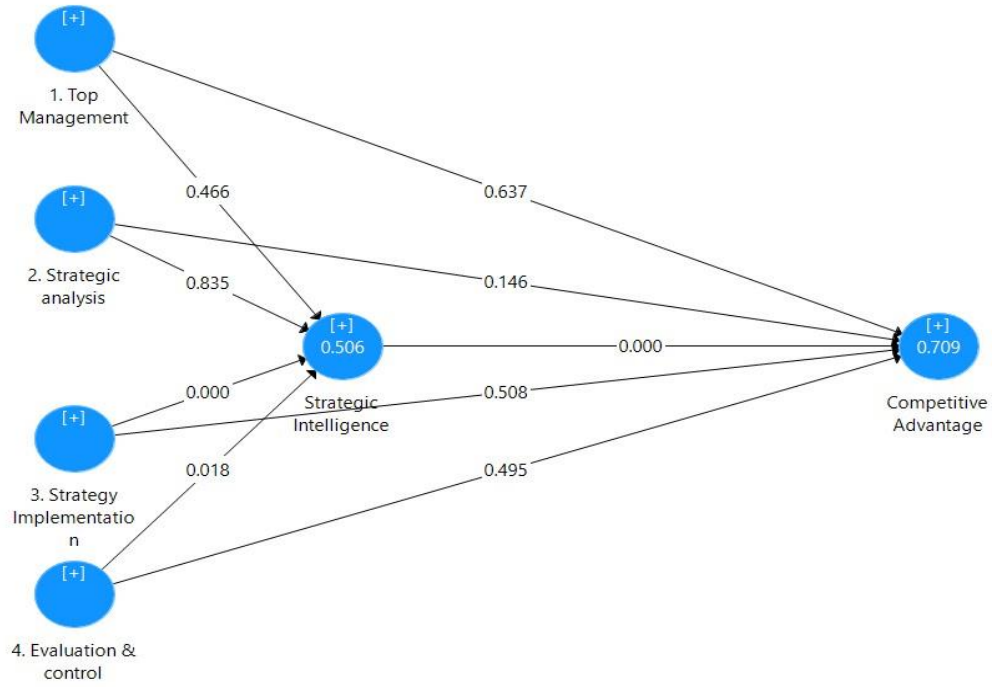 [+]
1. Top
Management
0.466
0.637
[+]
2. Strategic
analysis
0.835
0.146
[+]
0.506
Strategic
Intelligence
0.000
[+]
0.709
Competitive
Advantage
0.000
0.508
[+]
3. Strategy
Implementatio
n
0.018
0.495
[+]
4. Evaluation &
control